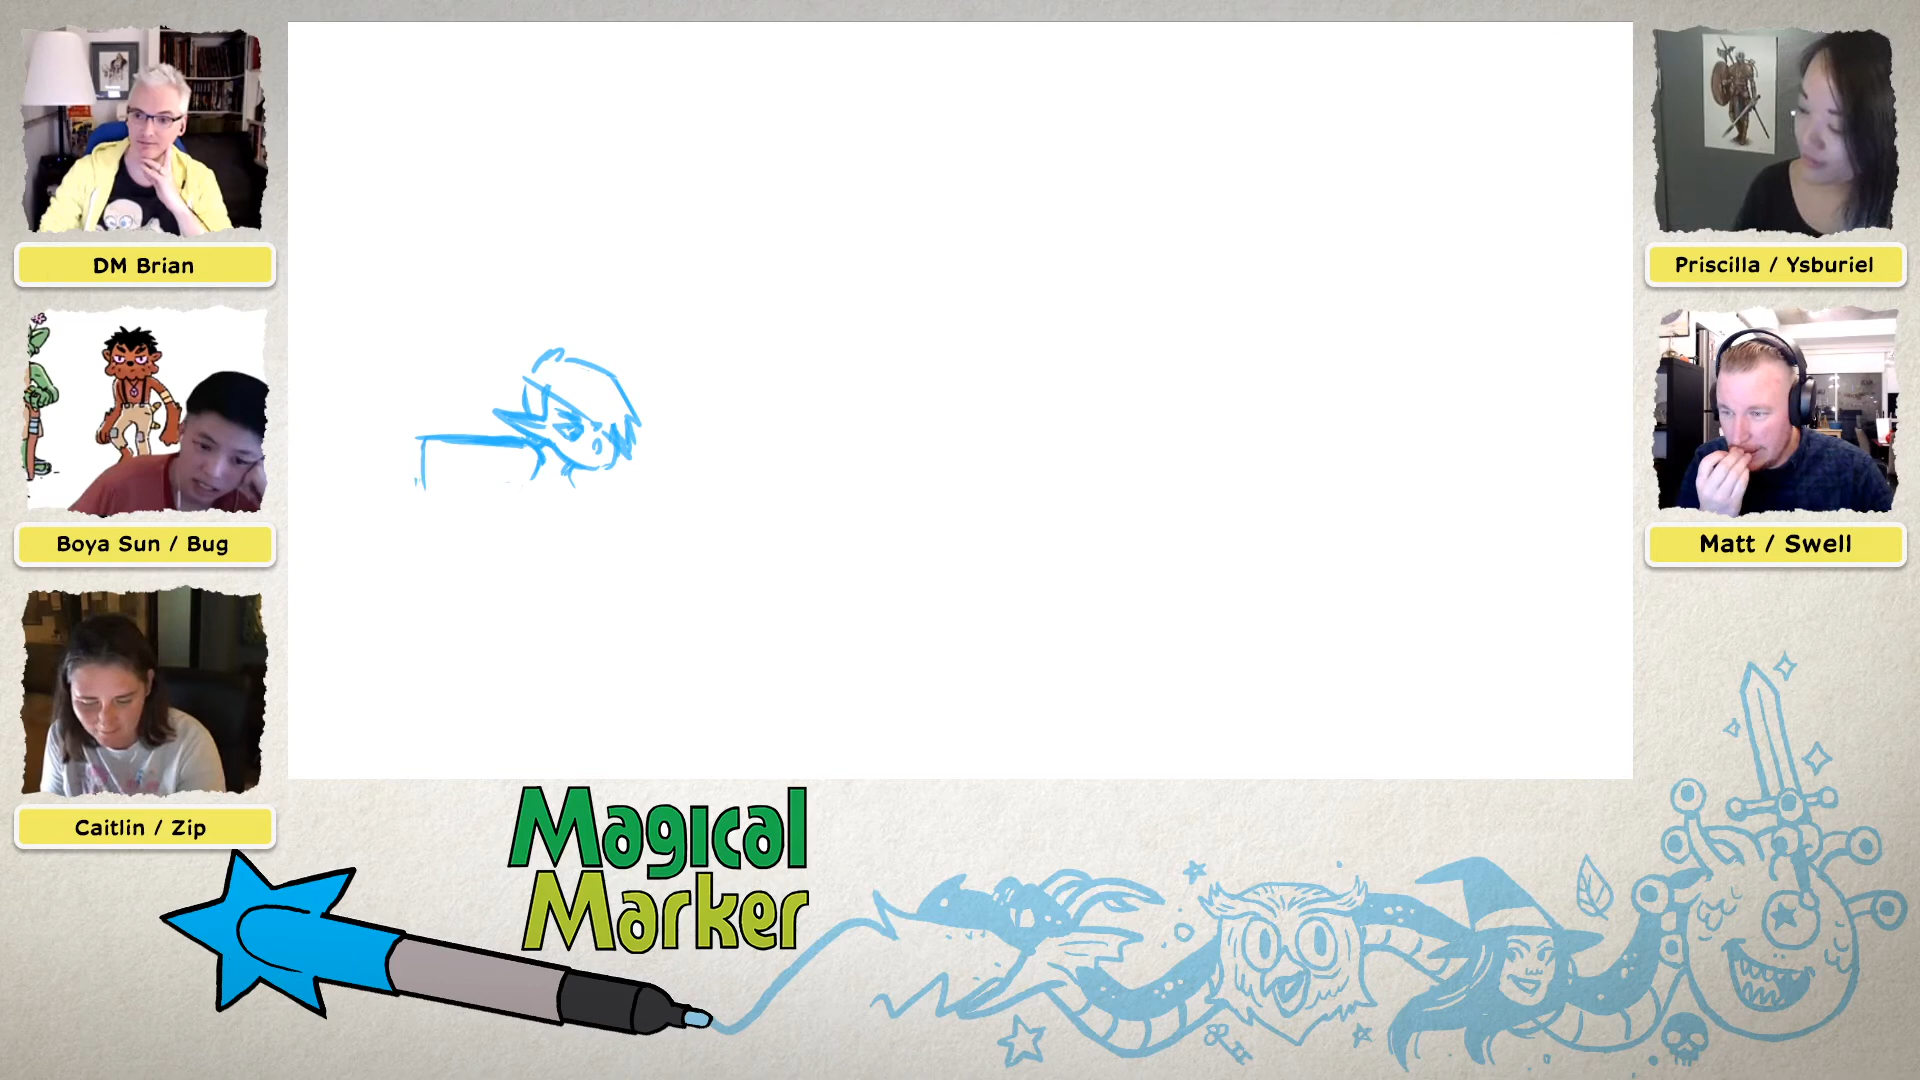 DM Brian
Priscilla / Ysburiel
Boya Sun / Bug
Matt / Swell
Caitlin / Zip
Magical
Marker